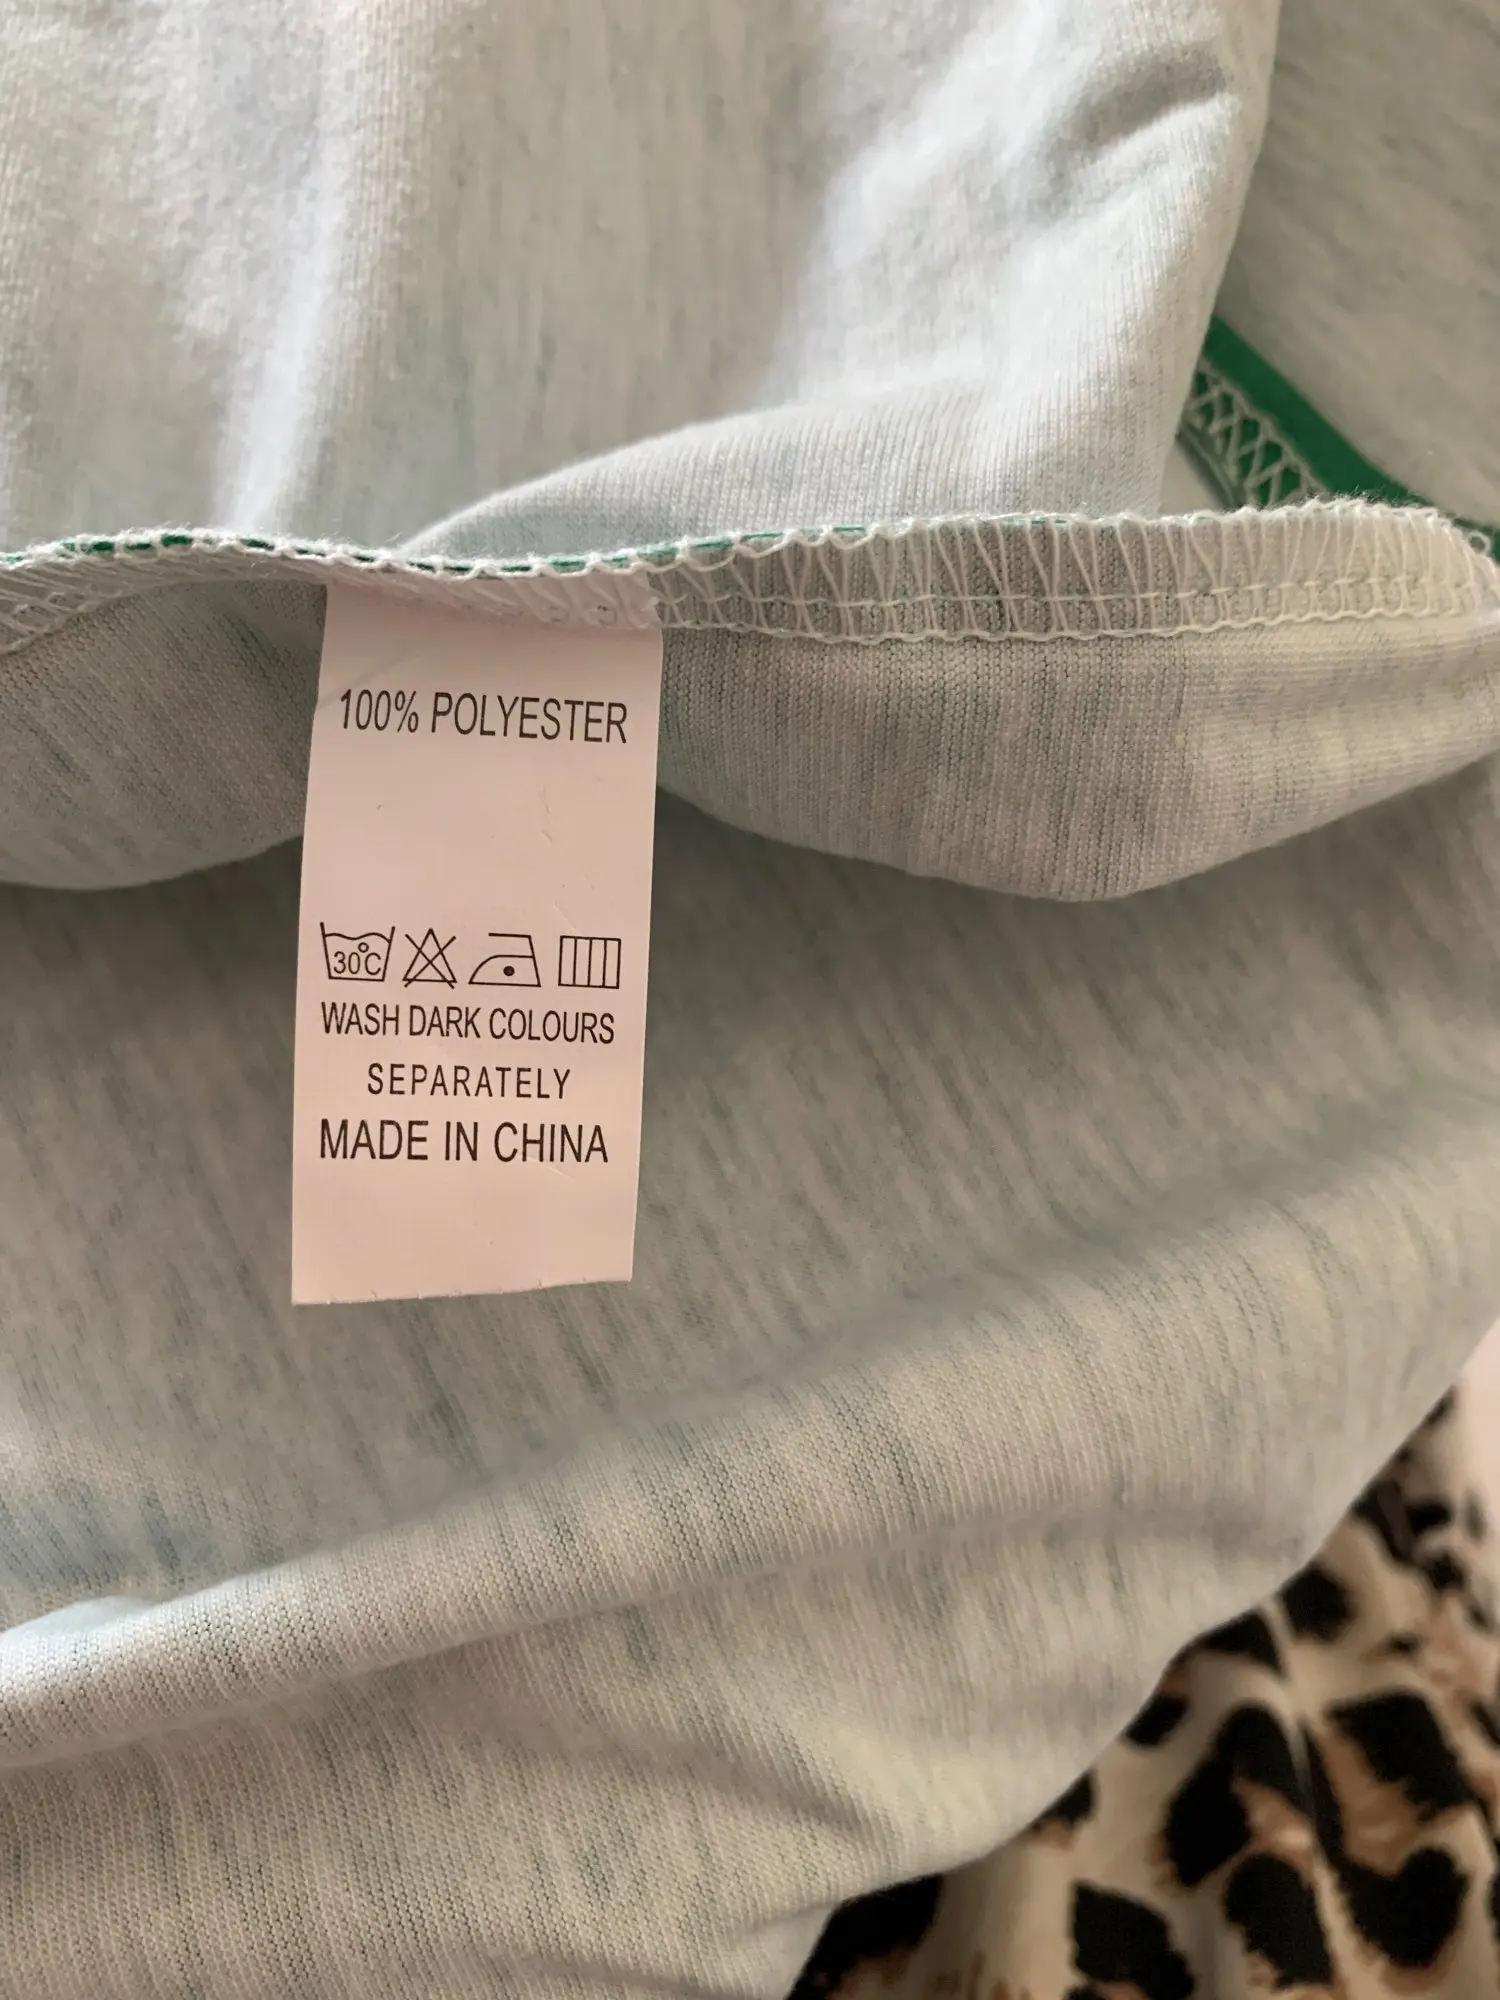 100% POLYESTER
30°C
WASH DARK COLOURS
SEPARATELY
MADE IN CHINA